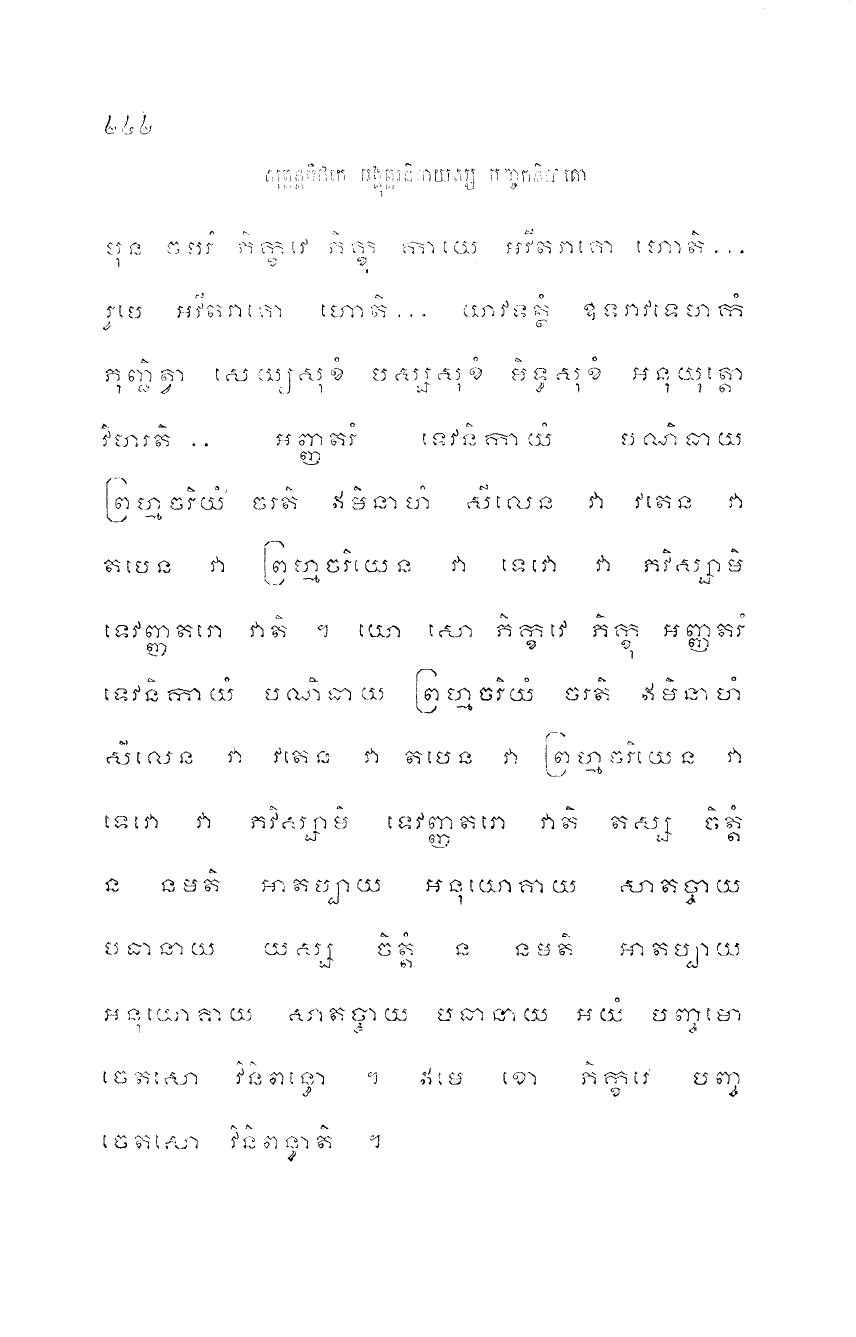 ៤៤៤
សុត្តន្តបិដកេ អង្គុត្តរនិកាយស្ស បញ្ចកនិបាតោ
បុន ចបរំ ភិក្ខវេ ភិក្ខុ កាយេ អវីតរាគោ ហោតិ...
រូបេ អវីតរាគោ ហោតិ... យាវទត្ថំ ឧទរាវទេហកំ
ភុញ្ជិត្វា សេយ្យសុខំ បស្សសុខំ មិទ្ធសុខំ អនុយុត្តោ
វិហរតិ .. អញ្ញតរំ ទេវនិកាយំ បណិធាយ
ព្រហ្មចរិយំ ចរតិ ឥមិនាហំ សីលេន វា វតេន វា
តបេន វា ព្រហ្មចរិយេន វា ទេវោ វា ភវិស្សាមិ
ទេវញ្ញតរោ វាតិ ។ យោ សោ ភិក្ខវេ ភិក្ខុ អញ្ញតរំ
ទេវនិកាយំ បណិធាយ ព្រហ្មចរិយំ ចរតិ ឥមិនាហំ
សីលេន វា វតេន វា តបេន វា ព្រហ្មចរិយេន វា
ទេវោ វា ភវិស្សាមិ ទេវញ្ញតរោ វាតិ តស្ស ចិត្តំ
ន នមតិ អាតប្បាយ អនុយោគាយ សាតច្ចាយ
បធានាយ យស្ស ចិត្តំ ន នមតិ អាតប្បាយ
អនុយោគាយ សាតច្ចាយ បធានាយ អយំ បញ្ចមោ
ចេតសោ វិនិពន្ធោ ។ ឥមេ ខោ ភិក្ខវេ បញ្ច
ចេតសោ វិនិពន្ធាតិ ។